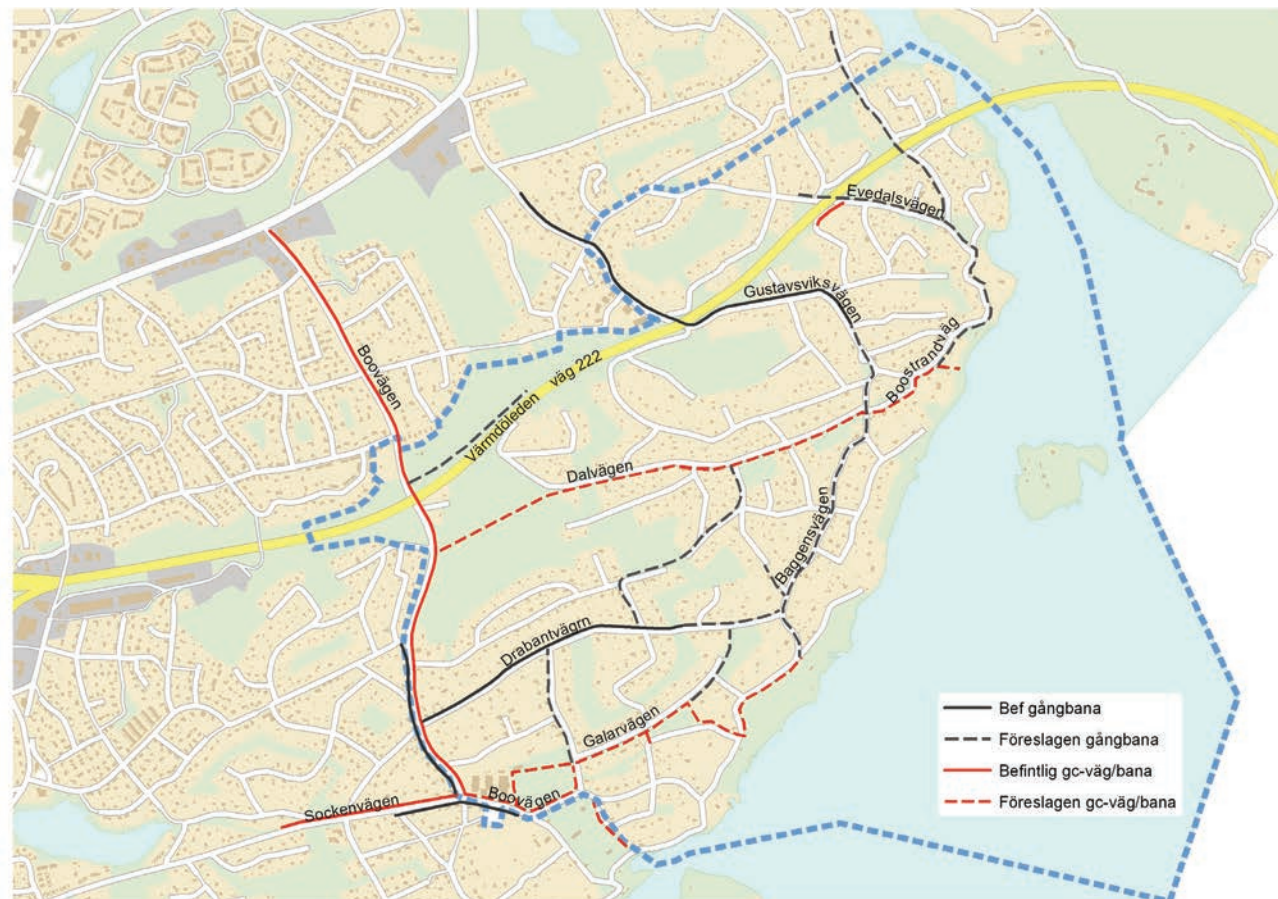 Evedalsvägen
Gustavsviksvägen
Boostrandväg
Boovägen
Värmdöleden väg 222
Dalvägen
Baggensvägen
Drabantvägrn
Galarvägen
Boovägen
Sockenvägen
Bef gångbana
Föreslagen gångbana
Befintlig gc-väg/bana
Föreslagen gc-väg/bana